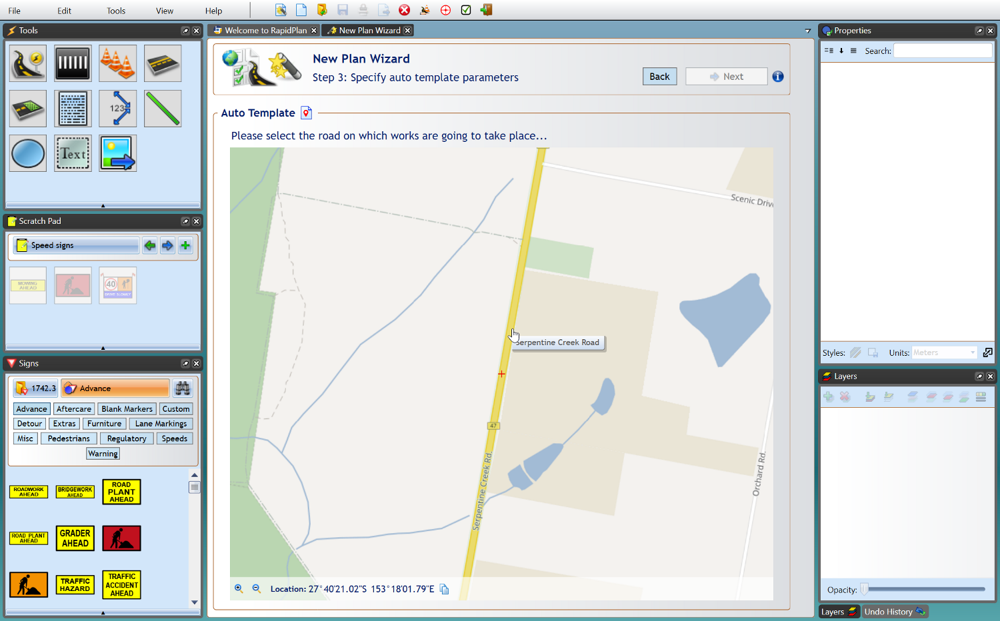 File Edit Tools View Help
Tools
Welcome to RapidPlan
New Plan Wizard
Properties
Search:
123
Text
New Plan Wizard
Step 3: Specify auto template parameters
Back
Next
Auto Template
Please select the road on which works are going to take place...
Scenic Drive
Serpentine Creek Road
47
Serpentine Creek Rd.
Orchard Rd.
Location: 27°40'21.02"S 153°18'01.79"E
Scratch Pad
Speed signs
MOWING
AHEAD
40
DRIVE SLOWLY
Signs
1742.3
Advance
Advance Aftercare Blank Markers Custom
Detour Extras Furniture Lane Markings
Misc Pedestrians Regulatory Speeds
Warning
ROADWORK
AHEAD
BRIDGEWORK
AHEAD
ROAD
PLANT
AHEAD
ROAD PLANT
AHEAD
GRADER
AHEAD
TRAFFIC
HAZARD
TRAFFIC
ACCIDENT
AHEAD
Styles:
Units: Meters
Layers
Opacity:
Layers
Undo History